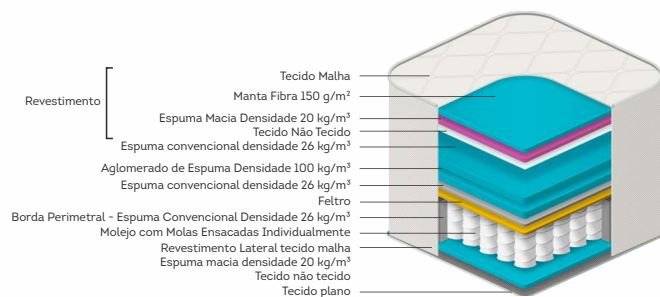 Tecido Malha
Revestimento
Manta Fibra 150 g/m²
Espuma Macia Densidade 20 kg/m³
Tecido Não Tecido
Espuma convencional densidade 26 kg/m³
Aglomerado de Espuma Densidade 100 kg/m³
Espuma convencional densidade 26 kg/m³
Feltro
Borda Perimetral - Espuma Convencional Densidade 26 kg/m³
Molejo com Molas Ensacadas Individualmente
Revestimento Lateral tecido malha
Espuma macia densidade 20 kg/m³
Tecido não tecido
Tecido plano